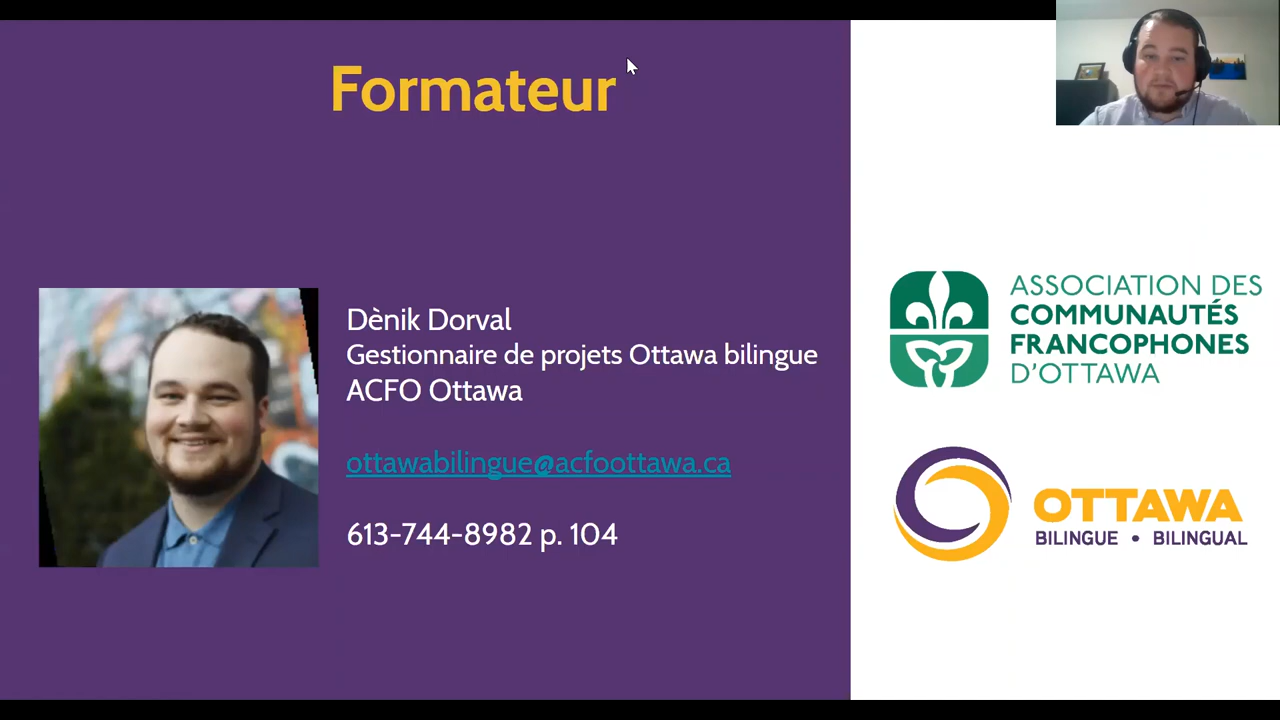 Formateur
Dènik Dorval
Gestionnaire de projets Ottawa bilingue
ACFO Ottawa
ottawabilingue@acfoottawa.ca
613-744-8982 p. 104
ASSOCIATION DES
COMMUNAUTÉS
FRANCOPHONES
D'OTTAWA
OTTAWA
BILINGUE • BILINGUAL